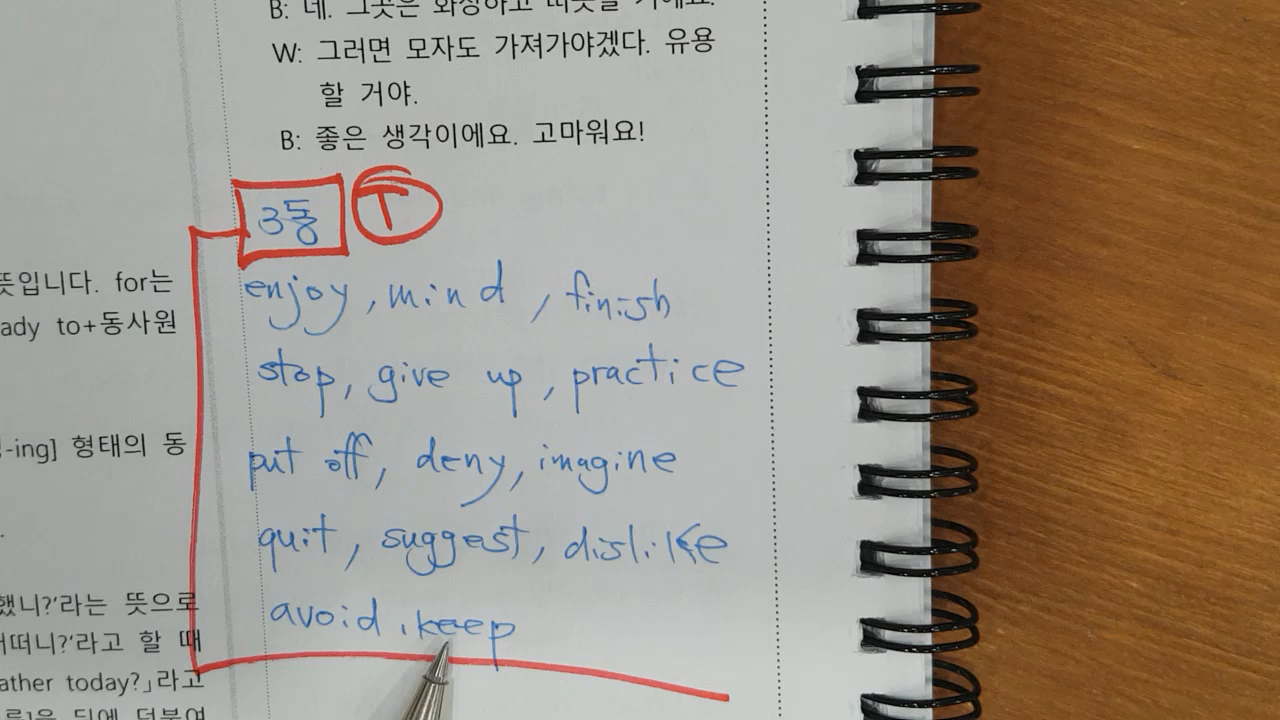 B: 네. 그곳은 화창하고 따뜻할 거예요.
W: 그러면 모자도 가져가야겠다. 유용
할 거야.
B: 좋은 생각이에요. 고마워요!
3동 T
enjoy, mind, finish
stop, give up, practice
put off, deny, imagine
quit, suggest, dislike
avoid, keep
뜻입니다. for는
ady to+동사원
-ing] 형태의 동
했니?’라는 뜻으로
떠니?’라고 할 때
ather today?」라고
뒤에 덧붙여